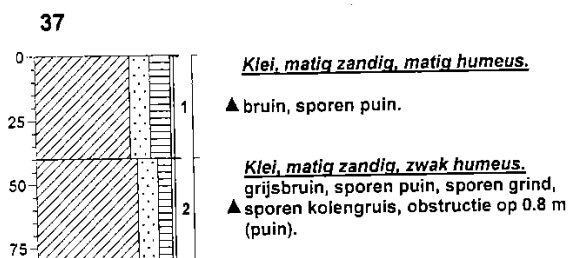 37
0
Klei, matig zandig, matig humeus.
1
bruin, sporen puin.
25
Klei, matig zandig, zwak humeus.
50
grijsbruin, sporen puin, sporen grind,
2
sporen kolengruis, obstructie op 0.8 m
(puin).
75